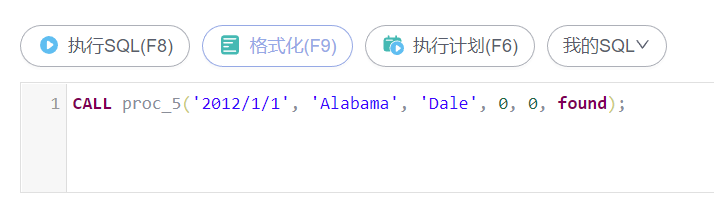 执行SQL(F8) 格式化(F9) 执行计划(F6) 我的SQL
1 CALL proc_5('2012/1/1', 'Alabama', 'Dale', 0, 0, found);